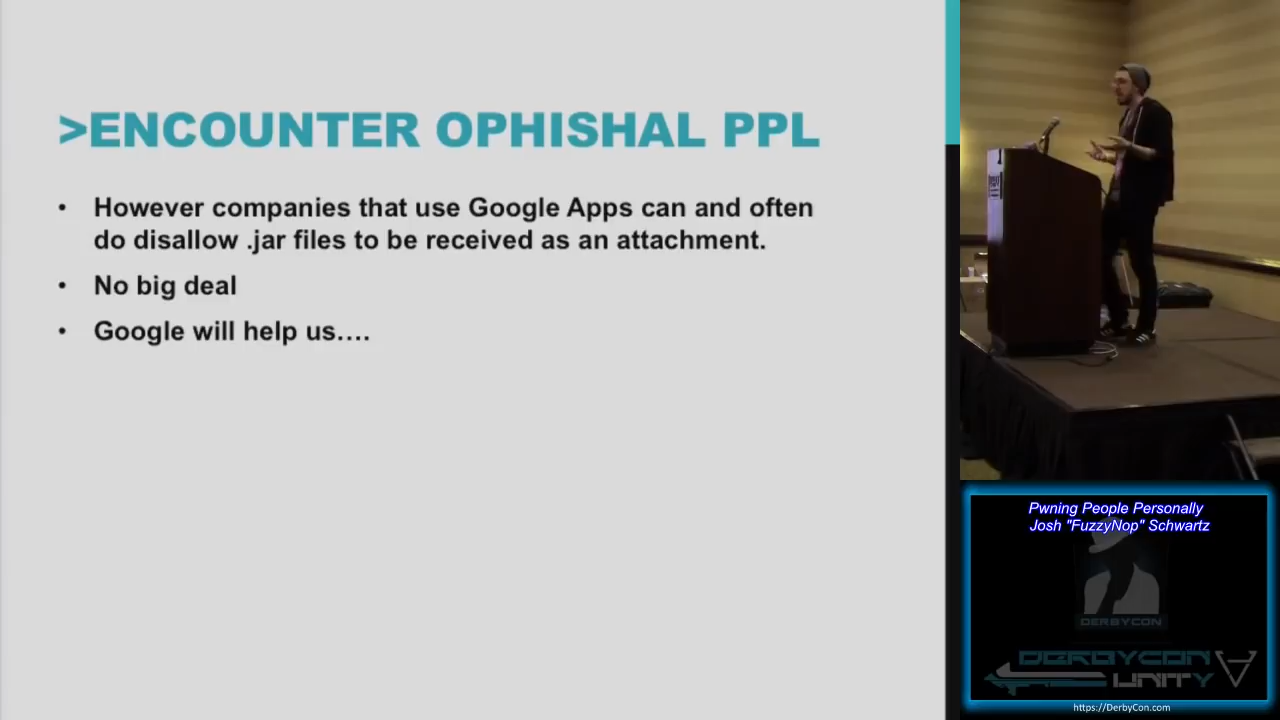 >ENCOUNTER OPHISHAL PPL
• However companies that use Google Apps can and often
do disallow .jar files to be received as an attachment.
• No big deal
• Google will help us….
Pwning People Personally
Josh "FuzzyNop" Schwartz
DERBYCON
DERBYCON
UNITY
https://DerbyCon.com